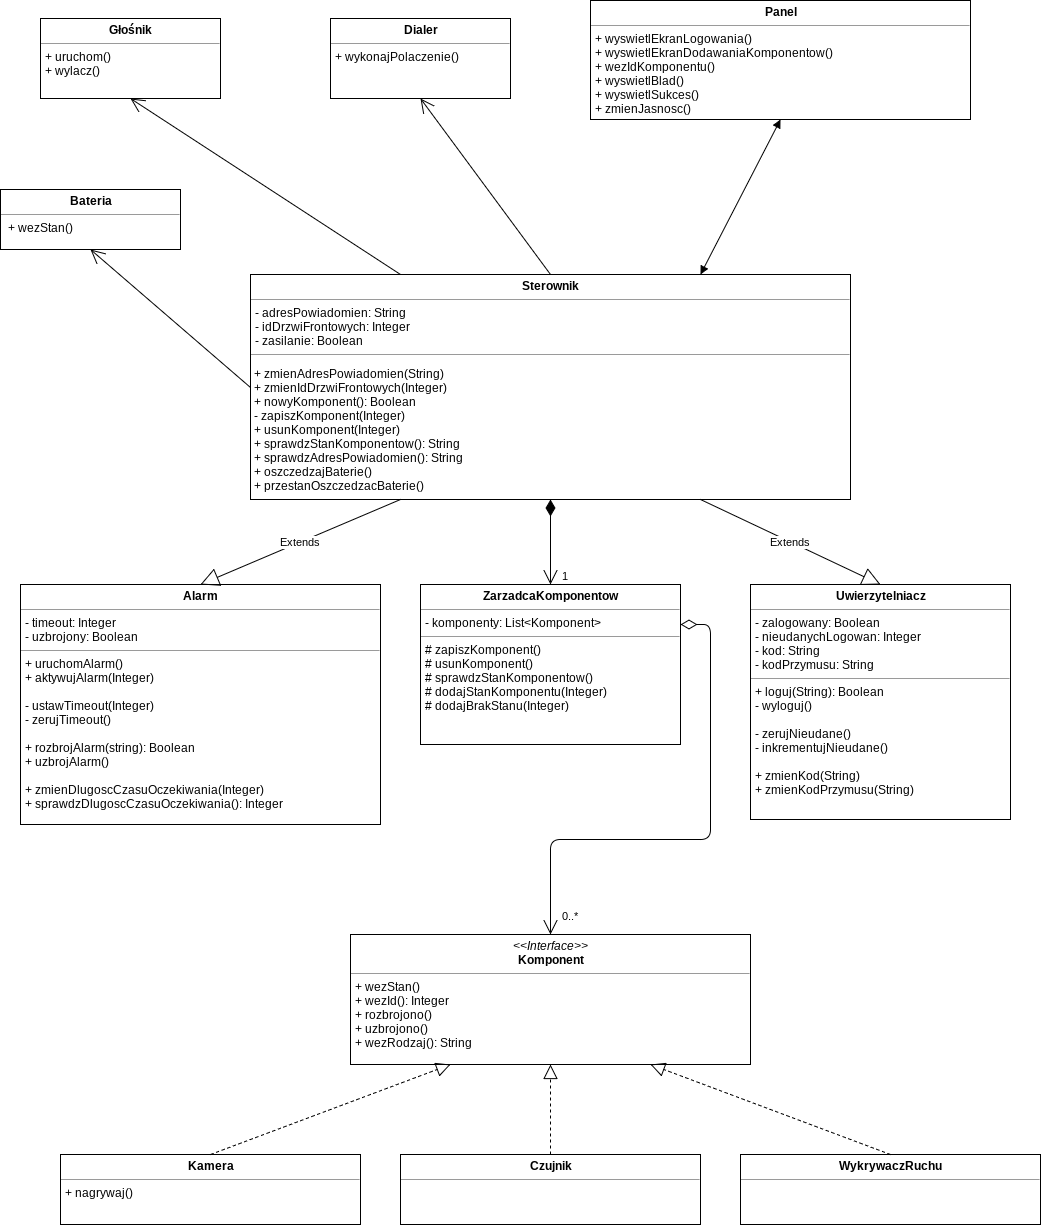 Głośnik
+ uruchom()
+ wylacz()
Dialer
+ wykonajPolaczenie()
Panel
+ wyswietlEkranLogowania()
+ wyswietlEkranDodawaniaKomponentow()
+ wezIdKomponentu()
+ wyswietlBlad()
+ wyswietlSukces()
+ zmienJasnosc()
Bateria
+ wezStan()
Sterownik
- adresPowiadomien: String
- idDrzwiFrontowych: Integer
- zasilanie: Boolean
+ zmienAdresPowiadomien(String)
+ zmienIdDrzwiFrontowych(Integer)
+ nowyKomponent(): Boolean
- zapiszKomponent(Integer)
+ usunKomponent(Integer)
+ sprawdzStanKomponentow(): String
+ sprawdzAdresPowiadomien(): String
+ oszczedzajBaterie()
+ przestanOszczedzacBaterie()
Extends
Extends
1
Alarm
- timeout: Integer
- uzbrojony: Boolean
+ uruchomAlarm()
+ aktywujAlarm(Integer)
- ustawTimeout(Integer)
- zerujTimeout()
+ rozbrojAlarm(string): Boolean
+ uzbrojAlarm()
+ zmienDlugoscCzasuOczekiwania(Integer)
+ sprawdzDlugoscCzasuOczekiwania(): Integer
ZarzadcaKomponentow
- komponenty: List<Komponent>
# zapiszKomponent()
# usunKomponent()
# sprawdzStanKomponentow()
# dodajStanKomponentu(Integer)
# dodajBrakStanu(Integer)
Uwierzytelniacz
- zalogowany: Boolean
- nieudanychLogowan: Integer
- kod: String
- kodPrzymusu: String
+ loguj(String): Boolean
- wyloguj()
- zerujNieudane()
- inkrementujNieudane()
+ zmienKod(String)
+ zmienKodPrzymusu(String)
0..*
<<Interface>>
Komponent
+ wezStan()
+ wezId(): Integer
+ rozbrojono()
+ uzbrojono()
+ wezRodzaj(): String
Kamera
+ nagrywaj()
Czujnik
WykrywaczRuchu